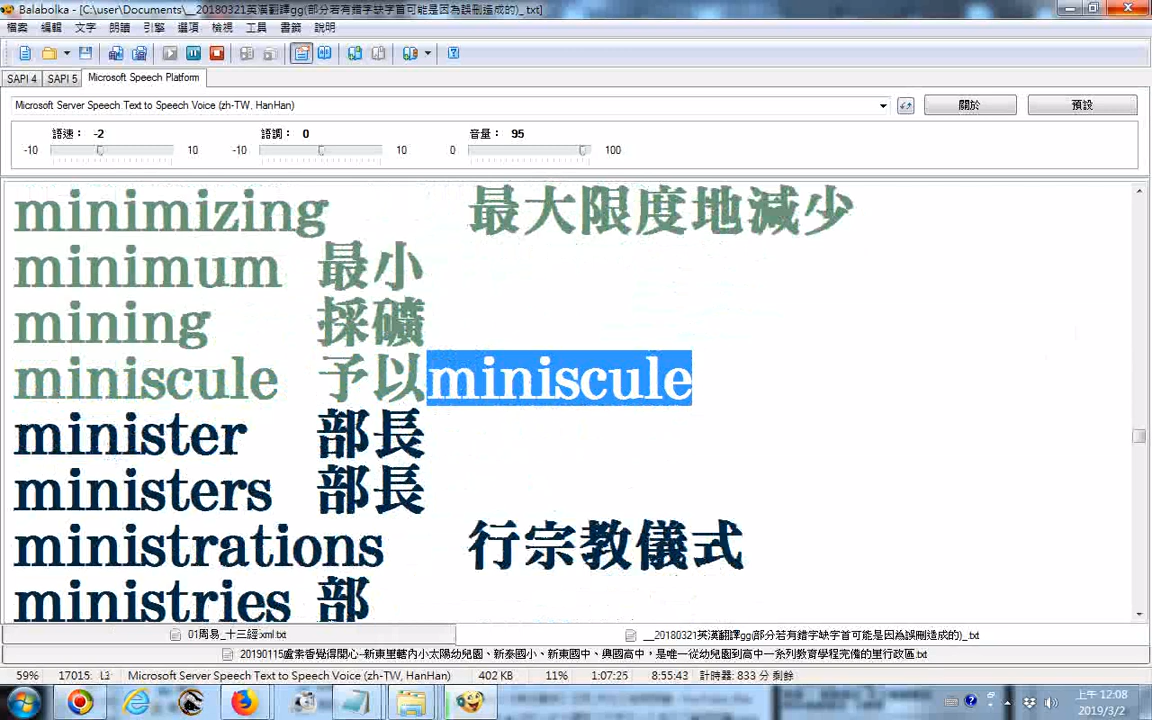 Balabolka - [C:\user\Documents\__20180321英漢翻譯gg(部分若有錯字缺字首可能是因為誤刪造成的)_.txt]
檔案 編輯 文字 朗讀 引擎 選項 檢視 工具 書籤 說明
SAPI 4 SAPI 5 Microsoft Speech Platform
Microsoft Server Speech Text to Speech Voice (zh-TW, HanHan) 關於 預設
語速： -2 語調： 0 音量： 95
-10 10 -10 10 0 100
minimizing 最大限度地減少
minimum 最小
mining 採礦
miniscule 予以miniscule
minister 部長
ministers 部長
ministrations 行宗教儀式
ministries 部
01周易_十三經.xml.txt __20180321英漢翻譯gg(部分若有錯字缺字首可能是因為誤刪造成的)_.txt
20190115盧素香覺得開心-新東里轄內小太陽幼兒園、新泰國小、新東國中、興國高中，是唯一從幼兒園到高中一系列教育學程完備的里行政區.txt
59% 17015: Microsoft Server Speech Text to Speech Voice (zh-TW, HanHan) 402 KB 11% 1:07:25 8:55:43 計時器: 833 分 剩餘
上午 12:08
2019/3/2